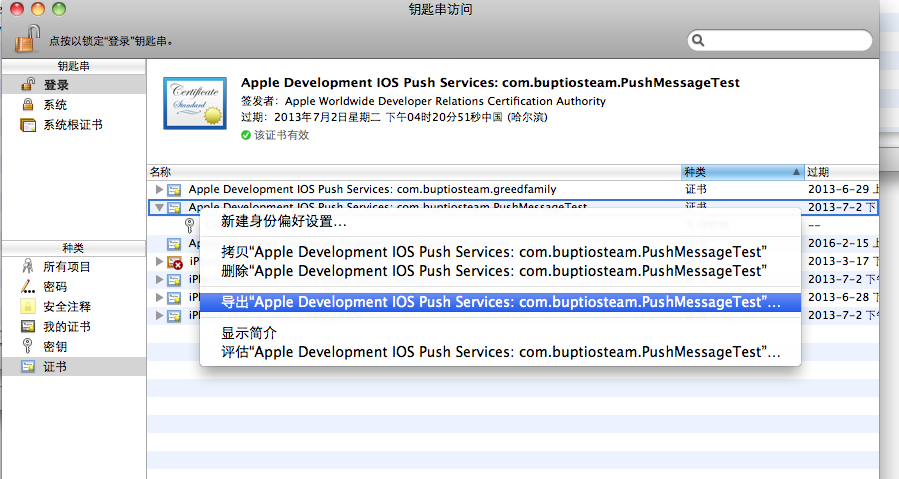 钥匙串访问
点按以锁定“登录”钥匙串。
钥匙串
登录
系统
系统根证书
Certificate
Standard
Apple Development IOS Push Services: com.buptiosteam.PushMessageTest
签发者：Apple Worldwide Developer Relations Certification Authority
过期：2013年7月2日星期二 下午04时20分51秒中国 (哈尔滨)
该证书有效
名称 种类 过期
Apple Development IOS Push Services: com.buptiosteam.greedfamily 证书 2013-6-29 上
Apple Development IOS Push Services: com.buptiosteam.PushMessageTest 证书 2013-7-2 下
--
Ap 2016-2-15 上
iP 2013-3-17 下
iPh 2013-7-2 下午
iPh 2013-6-28 下
iPh 2013-7-2 下午
新建身份偏好设置…
拷贝“Apple Development IOS Push Services: com.buptiosteam.PushMessageTest”
删除“Apple Development IOS Push Services: com.buptiosteam.PushMessageTest”
导出“Apple Development IOS Push Services: com.buptiosteam.PushMessageTest”…
显示简介
评估“Apple Development IOS Push Services: com.buptiosteam.PushMessageTest”…
种类
所有项目
密码
安全注释
我的证书
密钥
证书